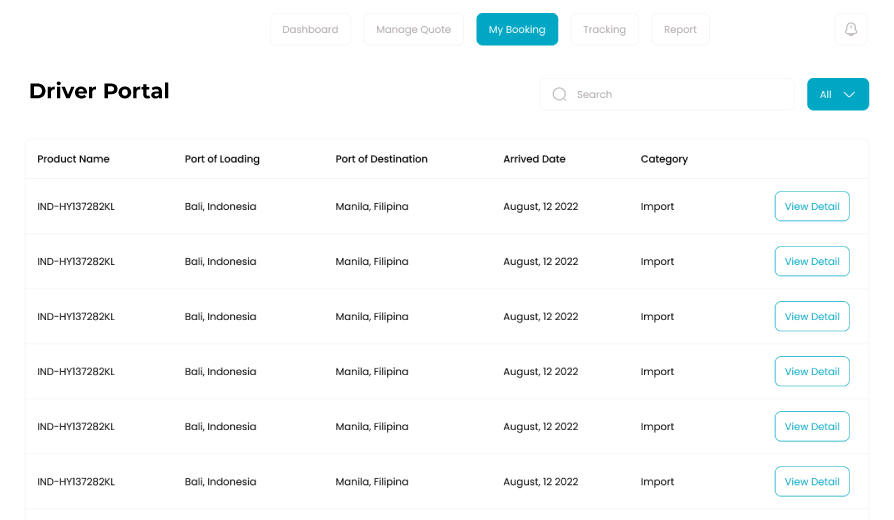 Dashboard Manage Quote My Booking Tracking Report
Driver Portal
Search All
Product Name Port of Loading Port of Destination Arrived Date Category
IND-HY137282KL Bali, Indonesia Manila, Filipina August, 12 2022 Import View Detail
IND-HY137282KL Bali, Indonesia Manila, Filipina August, 12 2022 Import View Detail
IND-HY137282KL Bali, Indonesia Manila, Filipina August, 12 2022 Import View Detail
IND-HY137282KL Bali, Indonesia Manila, Filipina August, 12 2022 Import View Detail
IND-HY137282KL Bali, Indonesia Manila, Filipina August, 12 2022 Import View Detail
IND-HY137282KL Bali, Indonesia Manila, Filipina August, 12 2022 Import View Detail